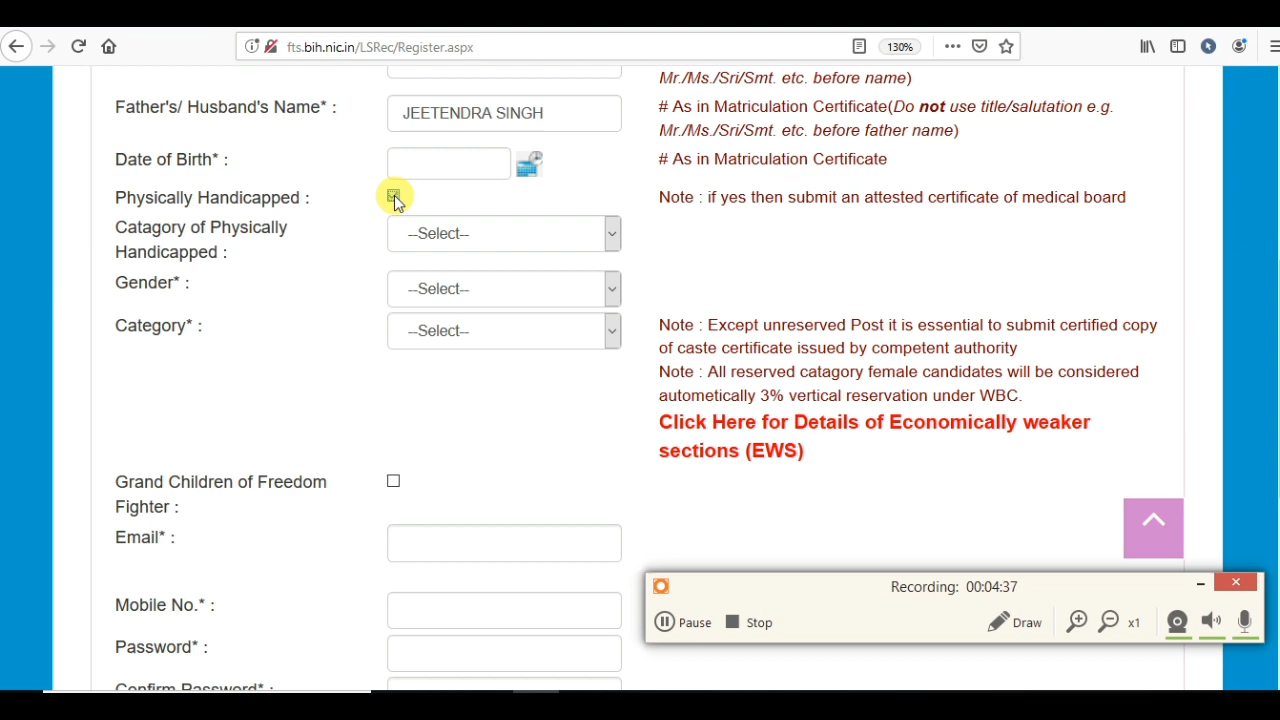 fts.bih.nic.in/LSRec/Register.aspx
130%
Mr./Ms./Sri/Smt. etc. before name)
Father's/ Husband's Name* :
JEETENDRA SINGH
# As in Matriculation Certificate(Do not use title/salutation e.g.
Mr./Ms./Sri/Smt. etc. before father name)
Date of Birth* :
# As in Matriculation Certificate
Physically Handicapped :
Note : if yes then submit an attested certificate of medical board
Catagory of Physically
Handicapped :
--Select--
Gender* :
--Select--
Category* :
--Select--
Note : Except unreserved Post it is essential to submit certified copy
of caste certificate issued by competent authority
Note : All reserved catagory female candidates will be considered
autometically 3% vertical reservation under WBC.
Click Here for Details of Economically weaker
sections (EWS)
Grand Children of Freedom
Fighter :
Email* :
Mobile No.* :
Password* :
Confirm Password* :
Recording: 00:04:37
Pause
Stop
Draw
x1